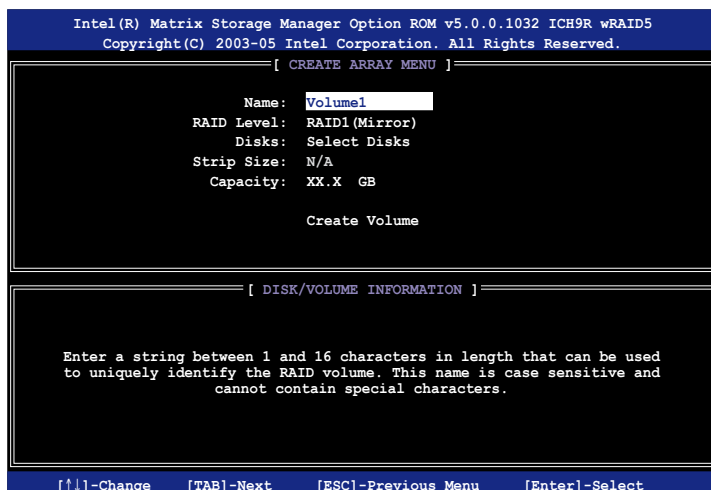 Intel(R) Matrix Storage Manager Option ROM v5.0.0.1032 ICH9R wRAID5
Copyright(C) 2003-05 Intel Corporation. All Rights Reserved.
[ CREATE ARRAY MENU ]
Name: Volume1
RAID Level: RAID1(Mirror)
Disks: Select Disks
Strip Size: N/A
Capacity: XX.X GB
Create Volume
[ DISK/VOLUME INFORMATION ]
Enter a string between 1 and 16 characters in length that can be used
to uniquely identify the RAID volume. This name is case sensitive and
cannot contain special characters.
[↑↓]-Change [TAB]-Next [ESC]-Previous Menu [Enter]-Select